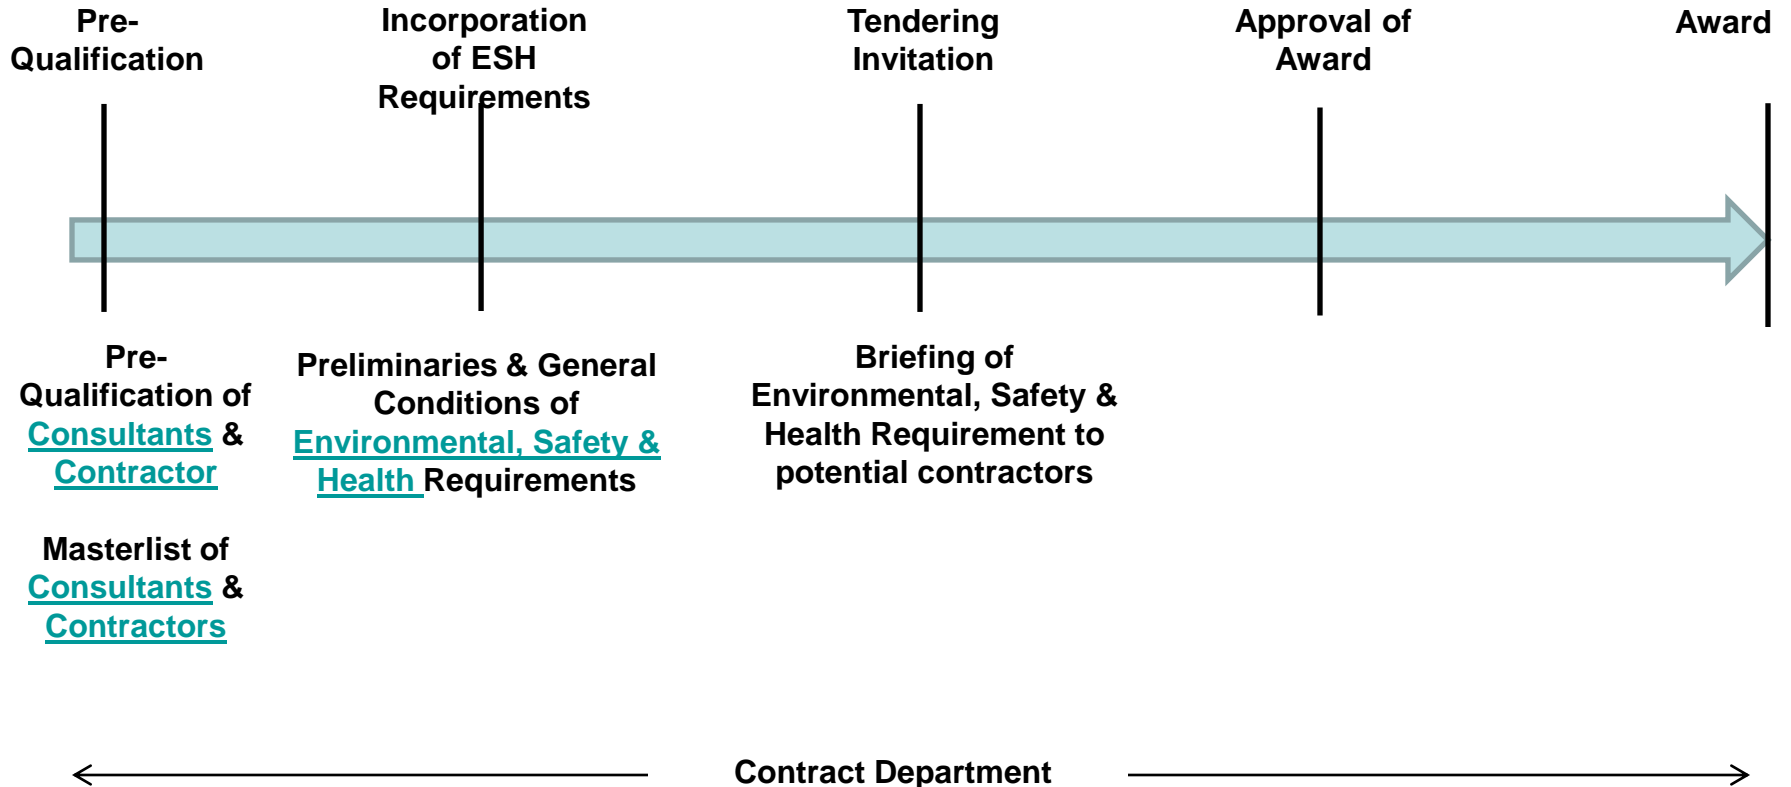 Pre-
Qualification
Incorporation
of ESH
Requirements
Tendering
Invitation
Approval of
Award
Award
Pre-
Qualification of
Consultants &
Contractor
Masterlist of
Consultants &
Contractors
Preliminaries & General
Conditions of
Environmental, Safety &
Health Requirements
Briefing of
Environmental, Safety &
Health Requirement to
potential contractors
Contract Department